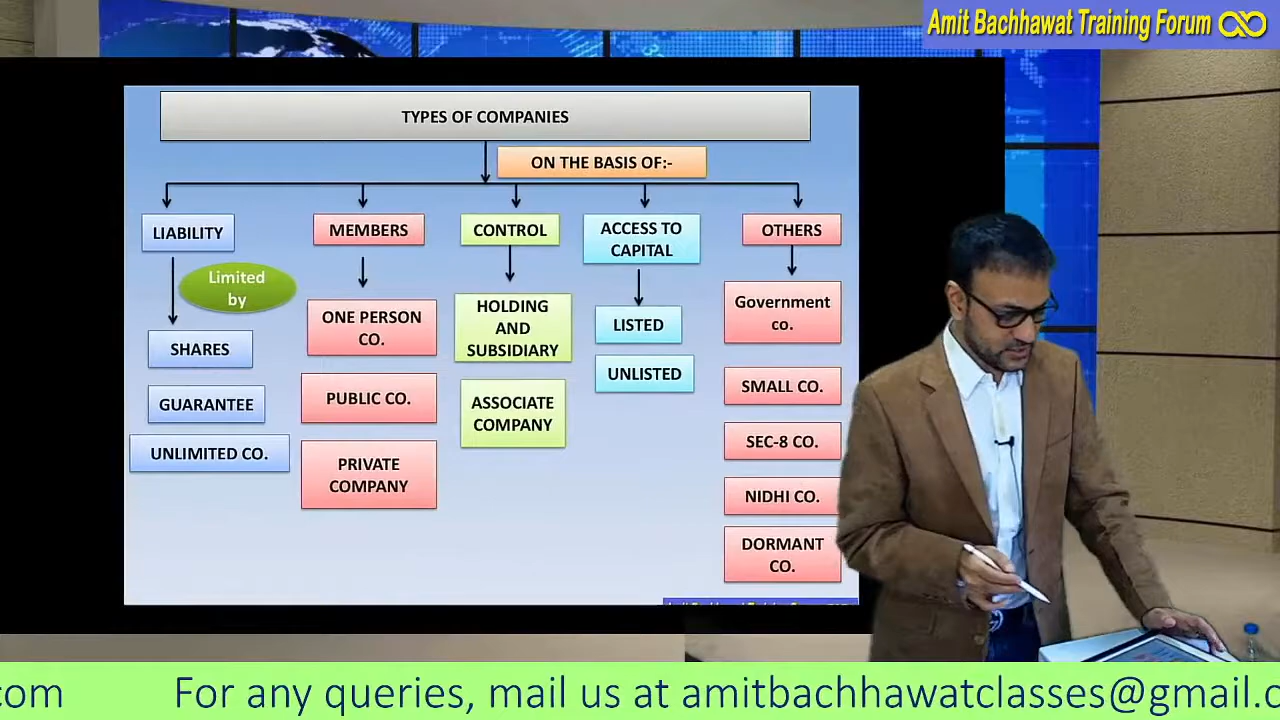 Amit Bachhawat Training Forum
TYPES OF COMPANIES
ON THE BASIS OF:-
LIABILITY
Limited
by
SHARES
GUARANTEE
UNLIMITED CO.
MEMBERS
ONE PERSON
CO.
PUBLIC CO.
PRIVATE
COMPANY
CONTROL
HOLDING
AND
SUBSIDIARY
ASSOCIATE
COMPANY
ACCESS TO
CAPITAL
LISTED
UNLISTED
OTHERS
Government
co.
SMALL CO.
SEC-8 CO.
NIDHI CO.
DORMANT
CO.
.com For any queries, mail us at amitbachhawatclasses@gmail.c